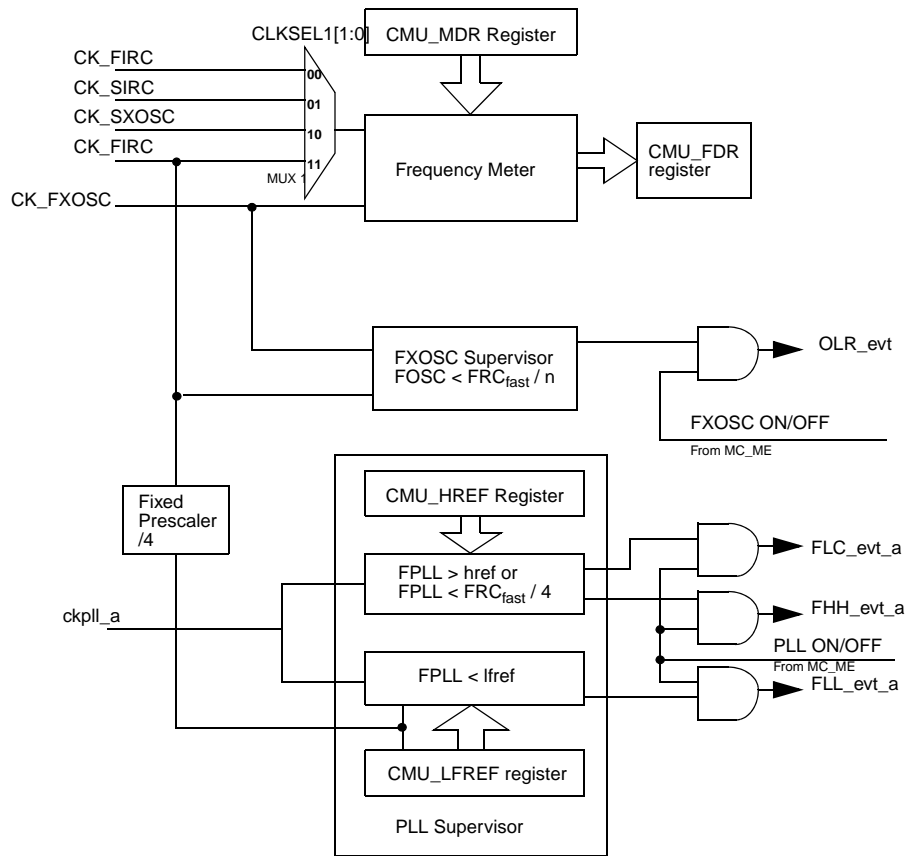 CLKSEL1[1:0]
CMU_MDR Register
CK_FIRC
00
CK_SIRC
01
CK_SXOSC
10
CK_FIRC
11
MUX 1
Frequency Meter
CMU_FDR
register
CK_FXOSC
FXOSC Supervisor
FOSC < FRCfast / n
OLR_evt
FXOSC ON/OFF
From MC_ME
Fixed
Prescaler
/4
CMU_HREF Register
FPLL > href or
FPLL < FRCfast / 4
FLC_evt_a
FHH_evt_a
ckpll_a
PLL ON/OFF
From MC_ME
FPLL < lfref
FLL_evt_a
CMU_LFREF register
PLL Supervisor